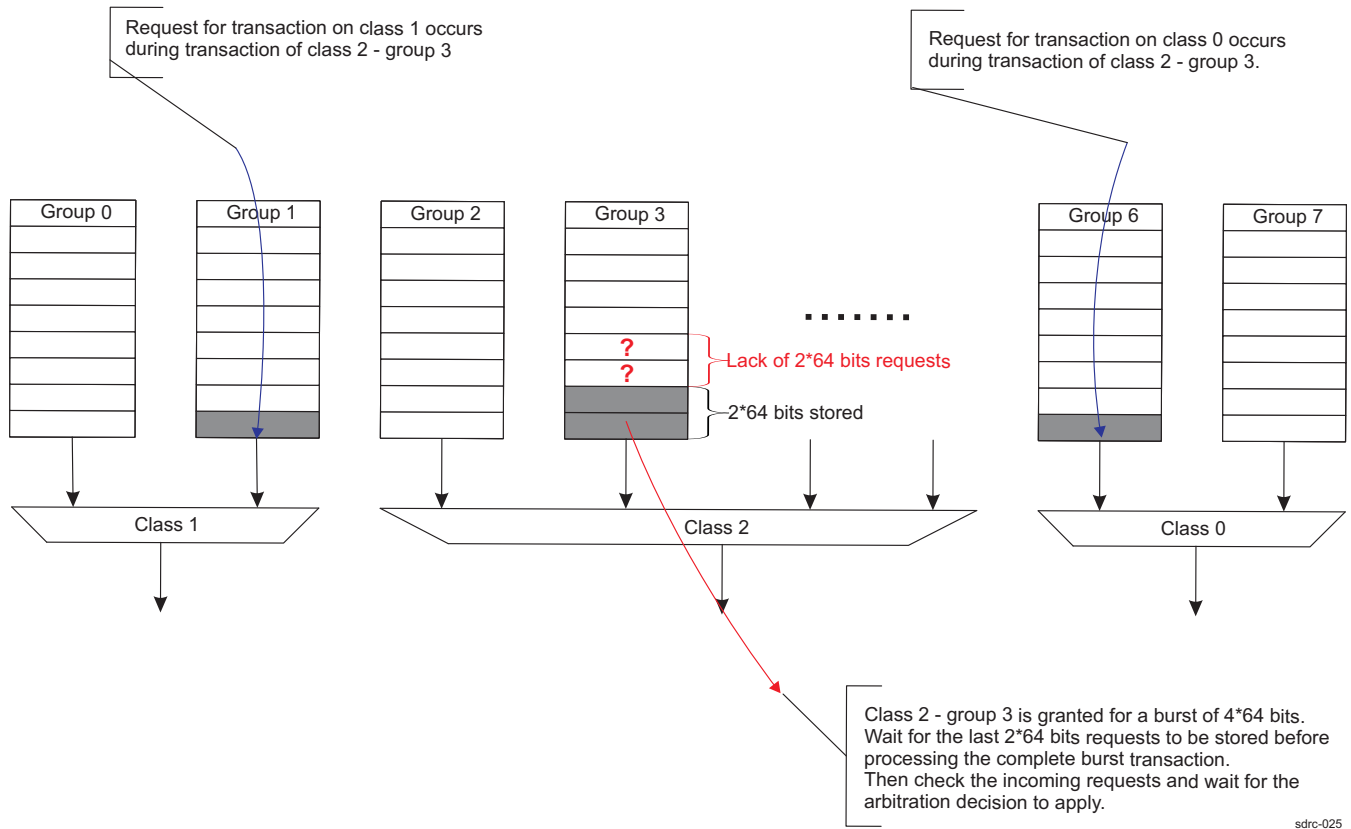 Request for transaction on class 1 occurs
during transaction of class 2 - group 3
Request for transaction on class 0 occurs
during transaction of class 2 - group 3.
Group 0
Group 1
Group 2
Group 3
Group 6
Group 7
?
?
Lack of 2*64 bits requests
2*64 bits stored
Class 1
Class 2
Class 0
Class 2 - group 3 is granted for a burst of 4*64 bits.
Wait for the last 2*64 bits requests to be stored before
processing the complete burst transaction.
Then check the incoming requests and wait for the
arbitration decision to apply.
sdrc-025